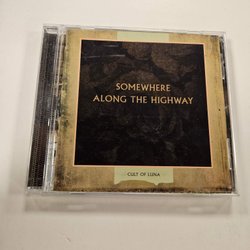 SOMEWHERE
ALONG THE HIGHWAY
CULT OF LUNA